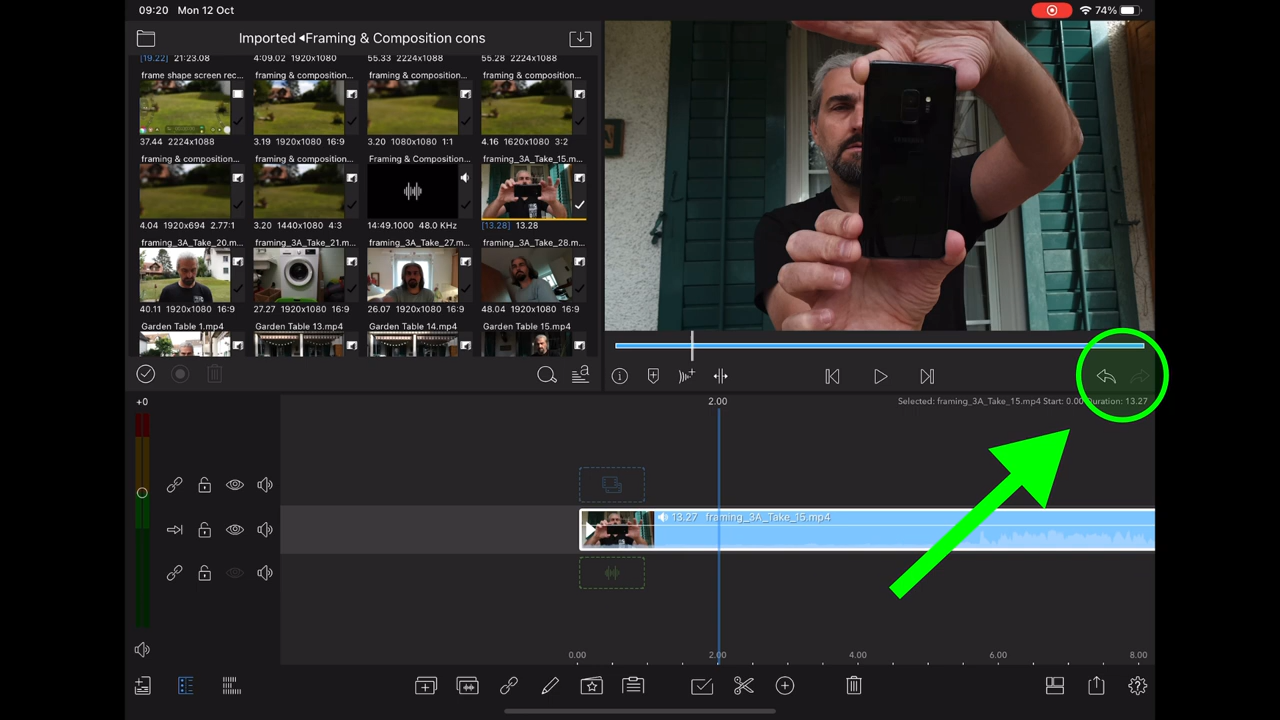 09:20 Mon 12 Oct
74%
Imported ◂Framing & Composition cons
[19.22] 21:23.08
4:09.02 1920x1080
55.33 2224x1088
55.28 2224x1088
frame shape screen rec...
framing & composition...
framing & composition...
framing & composition...
37.44 2224x1088
3.19 1920x1080 16:9
3.20 1080x1080 1:1
4.16 1620x1080 3:2
framing & composition...
framing & composition...
Framing & Composition...
framing_3A_Take_15.m...
4.04 1920x694 2.77:1
3.20 1440x1080 4:3
14:49.1000 48.0 KHz
[13.28] 13.28
framing_3A_Take_20.m...
framing_3A_Take_21.m...
framing_3A_Take_27.m...
framing_3A_Take_28.m...
40.11 1920x1080 16:9
27.27 1920x1080 16:9
26.07 1920x1080 16:9
48.04 1920x1080 16:9
Garden Table 1.mp4
Garden Table 13.mp4
Garden Table 14.mp4
Garden Table 15.mp4
SAMSUNG
+0
2.00
Selected: framing_3A_Take_15.mp4 Start: 0.00 Duration: 13.27
13.27 framing_3A_Take_15.mp4
0.00 2.00 4.00 6.00 8.00